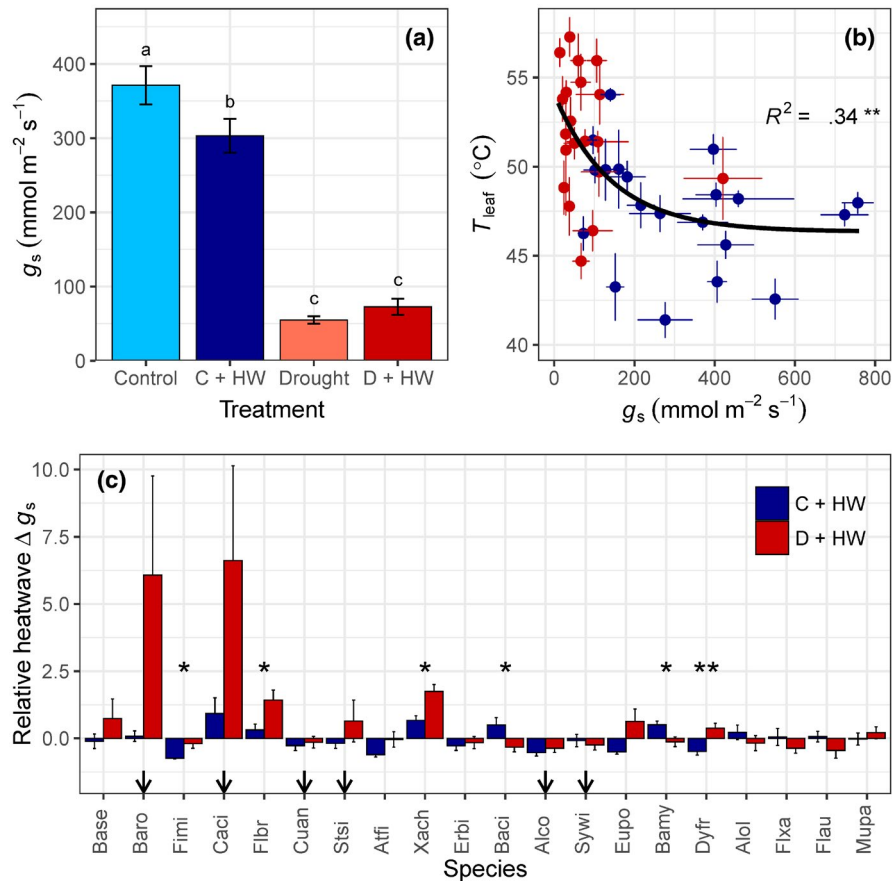 (a)
400
300
200
100
0
gs (mmol m−2 s−1)
a
b
c
c
Control C + HW Drought D + HW
Treatment
(b)
R2 = .34 **
55
50
45
40
Tleaf (°C)
0 200 400 600 800
gs (mmol m−2 s−1)
(c)
10.0
7.5
5.0
2.5
0.0
Relative heatwave Δ gs
C + HW
D + HW
* * * * * **
Base Baro Fimi Caci Flbr Cuan Stsi Atfi Xach Erbi Baci Alco Sywi Eupo Bamy Dyfr Alol Flxa Flau Mupa
Species